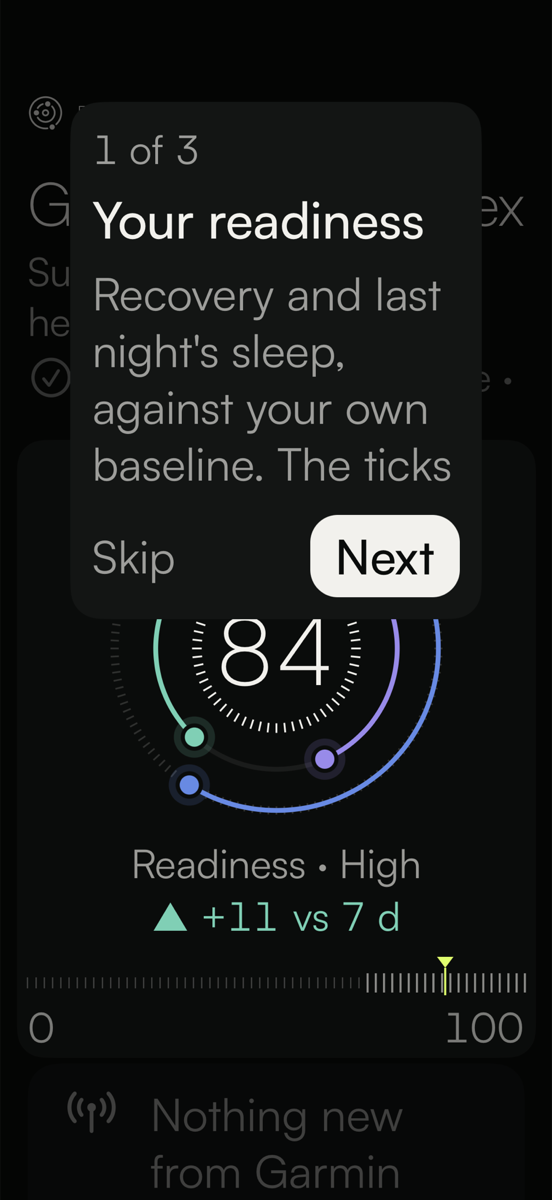 1 of 3
Your readiness
Recovery and last
night's sleep,
against your own
baseline. The ticks
Skip
Next
84
Readiness • High
▲ +11 vs 7 d
0
100
Nothing new
from Garmin